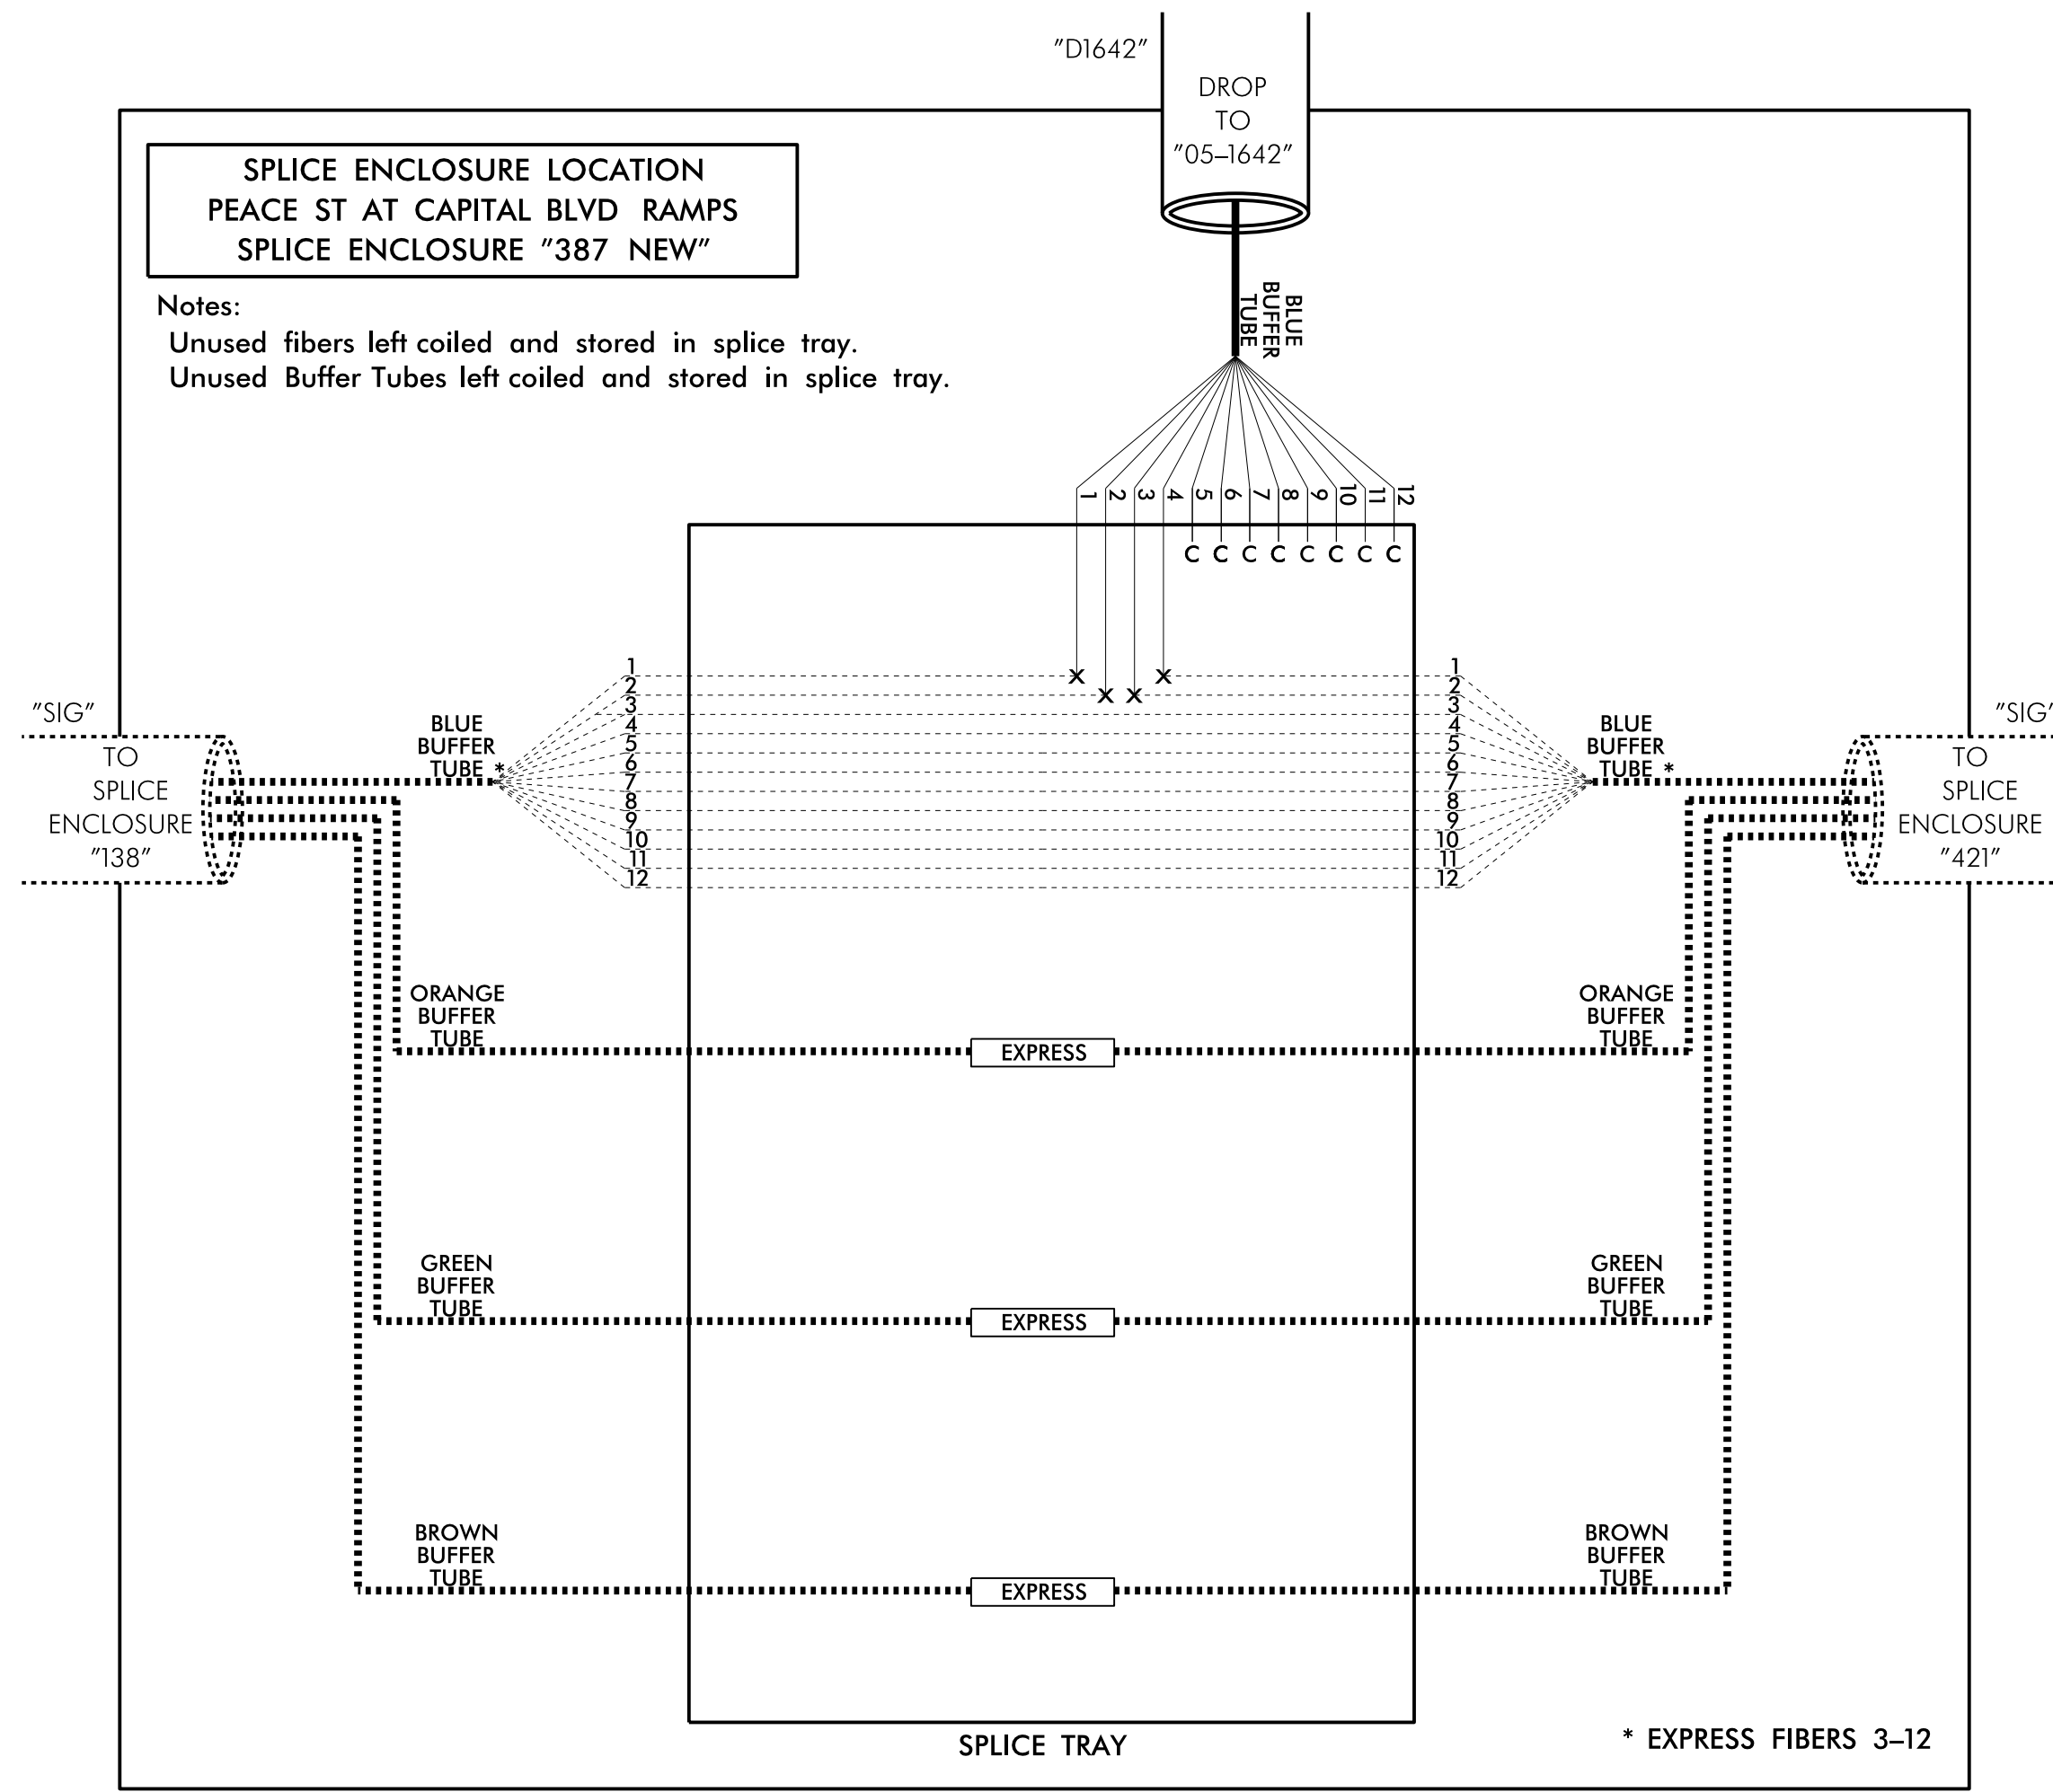 "D1642"
DROP
TO
"05–1642"
SPLICE ENCLOSURE LOCATION
PEACE ST AT CAPITAL BLVD RAMPS
SPLICE ENCLOSURE "387 NEW"
Notes:
Unused fibers left coiled and stored in splice tray.
Unused Buffer Tubes left coiled and stored in splice tray.
BLUE
BUFFER
TUBE
1 2 3 4 5 6 7 8 9 10 11 12
C C C C C C C C
X X
X X
"SIG"
TO
SPLICE
ENCLOSURE
"138"
BLUE
BUFFER
TUBE *
1
2
3
4
5
6
7
8
9
10
11
12
1
2
3
4
5
6
7
8
9
10
11
12
BLUE
BUFFER
TUBE *
"SIG"
TO
SPLICE
ENCLOSURE
"421"
ORANGE
BUFFER
TUBE
EXPRESS
ORANGE
BUFFER
TUBE
GREEN
BUFFER
TUBE
EXPRESS
GREEN
BUFFER
TUBE
BROWN
BUFFER
TUBE
EXPRESS
BROWN
BUFFER
TUBE
SPLICE TRAY
* EXPRESS FIBERS 3–12